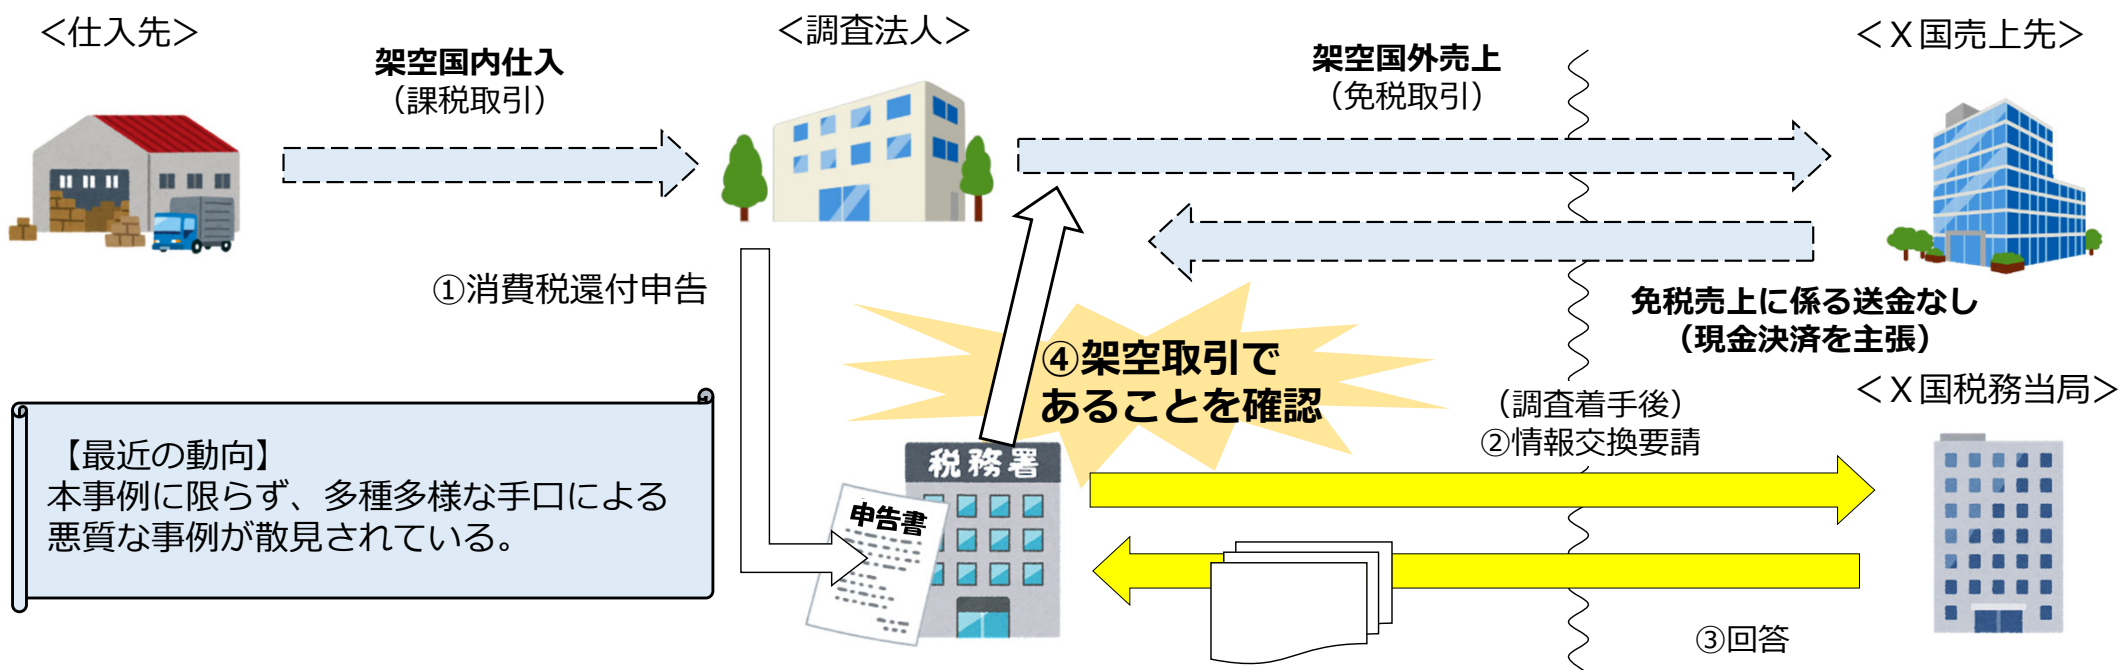 ＜仕入先＞
＜調査法人＞
＜Ｘ国売上先＞
架空国内仕入
（課税取引）
架空国外売上
（免税取引）
①消費税還付申告
免税売上に係る送金なし
（現金決済を主張）
④架空取引で
あることを確認
＜Ｘ国税務当局＞
（調査着手後）
②情報交換要請
【最近の動向】
本事例に限らず、多種多様な手口による
悪質な事例が散見されている。
税務署
申告書
③回答